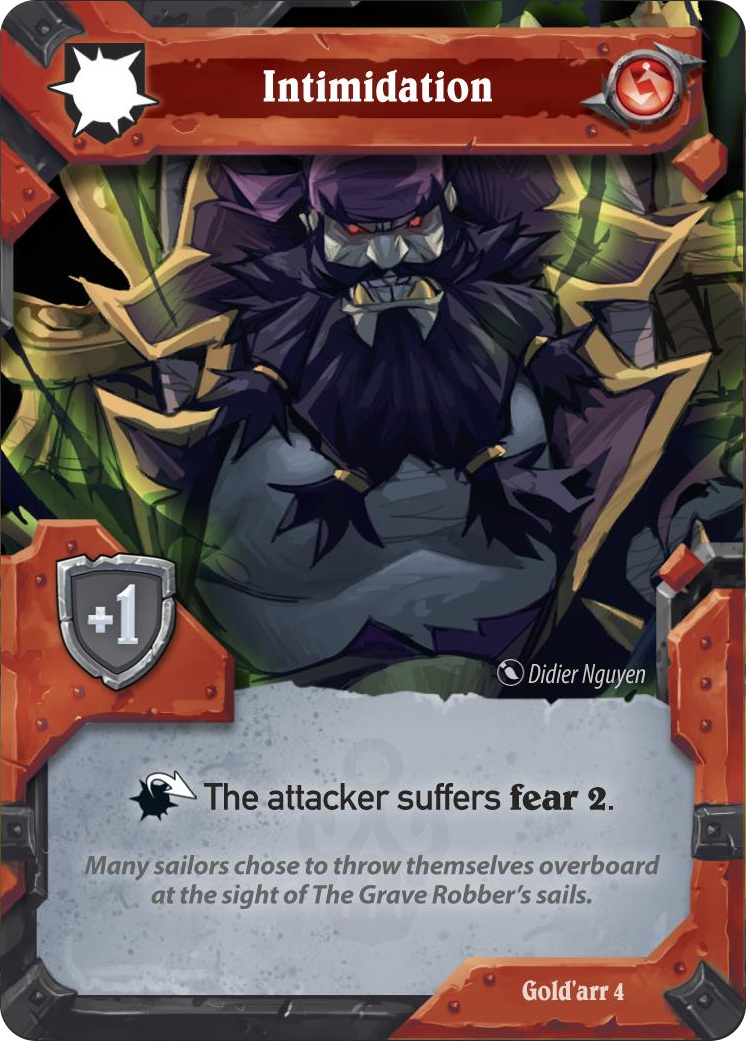 Intimidation
+1
Didier Nguyen
The attacker suffers fear 2.
Many sailors chose to throw themselves overboard
at the sight of The Grave Robber's sails.
Gold'arr 4